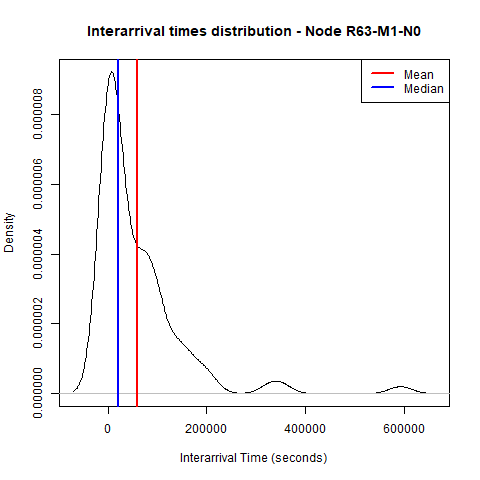 Interarrival times distribution - Node R63-M1-N0
Mean
Median
Density
0.000008
0.000006
0.000004
0.000002
0.000000
0
200000
400000
600000
Interarrival Time (seconds)